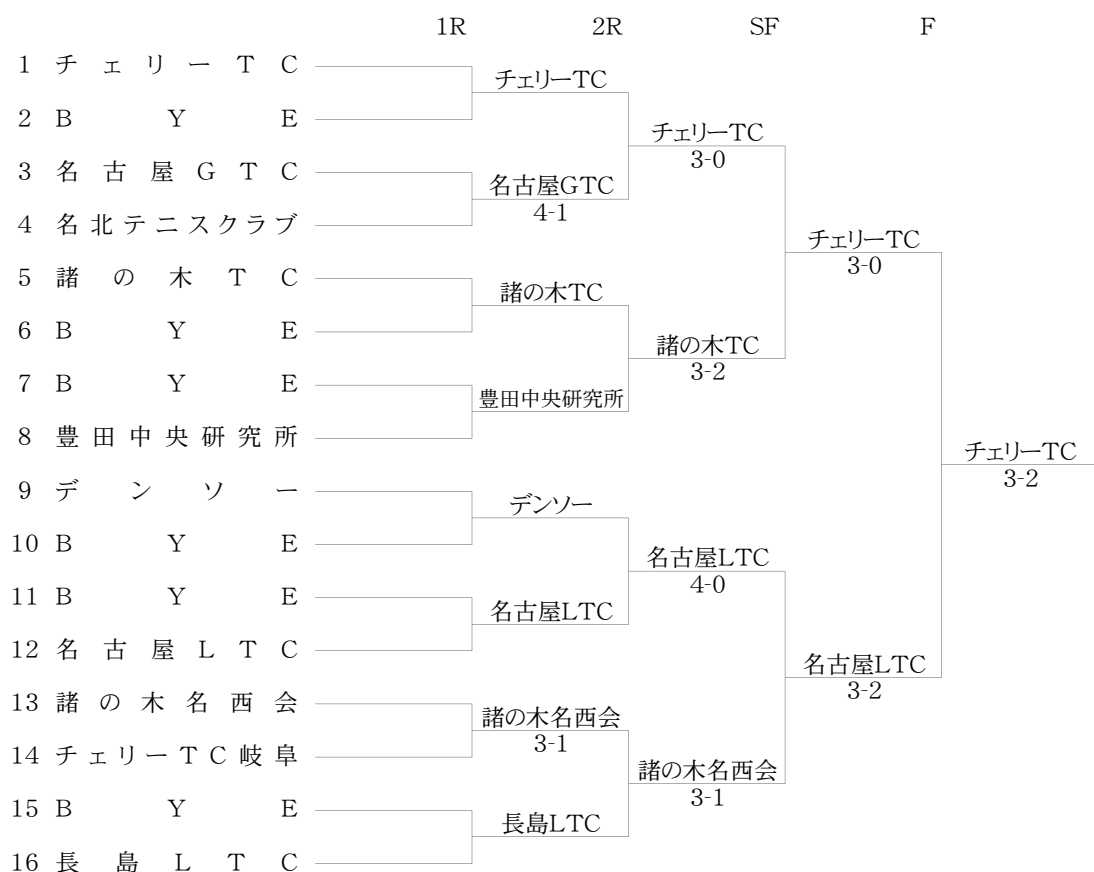 1R 2R SF F
1 チェリーTC
チェリーTC
2 BYE
チェリーTC
3-0
3 名古屋GTC
名古屋GTC
4-1
4 名北テニスクラブ
チェリーTC
3-0
5 諸の木TC
諸の木TC
6 BYE
諸の木TC
3-2
7 BYE
豊田中央研究所
8 豊田中央研究所
チェリーTC
3-2
9 デンソー
デンソー
10 BYE
名古屋LTC
4-0
11 BYE
名古屋LTC
12 名古屋LTC
名古屋LTC
3-2
13 諸の木名西会
諸の木名西会
3-1
14 チェリーTC岐阜
諸の木名西会
3-1
15 BYE
長島LTC
16 長島LTC